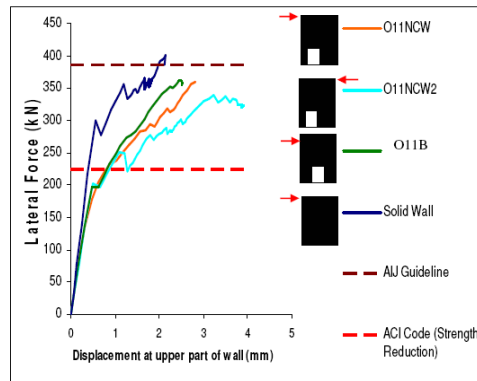 450
400
350
300
250
200
150
100
50
0
Lateral Force (kN)
0
1
2
3
4
5
Displacement at upper part of wall (mm)
O11NCW
O11NCW2
O11B
Solid Wall
AIJ Guideline
ACI Code (Strength
Reduction)